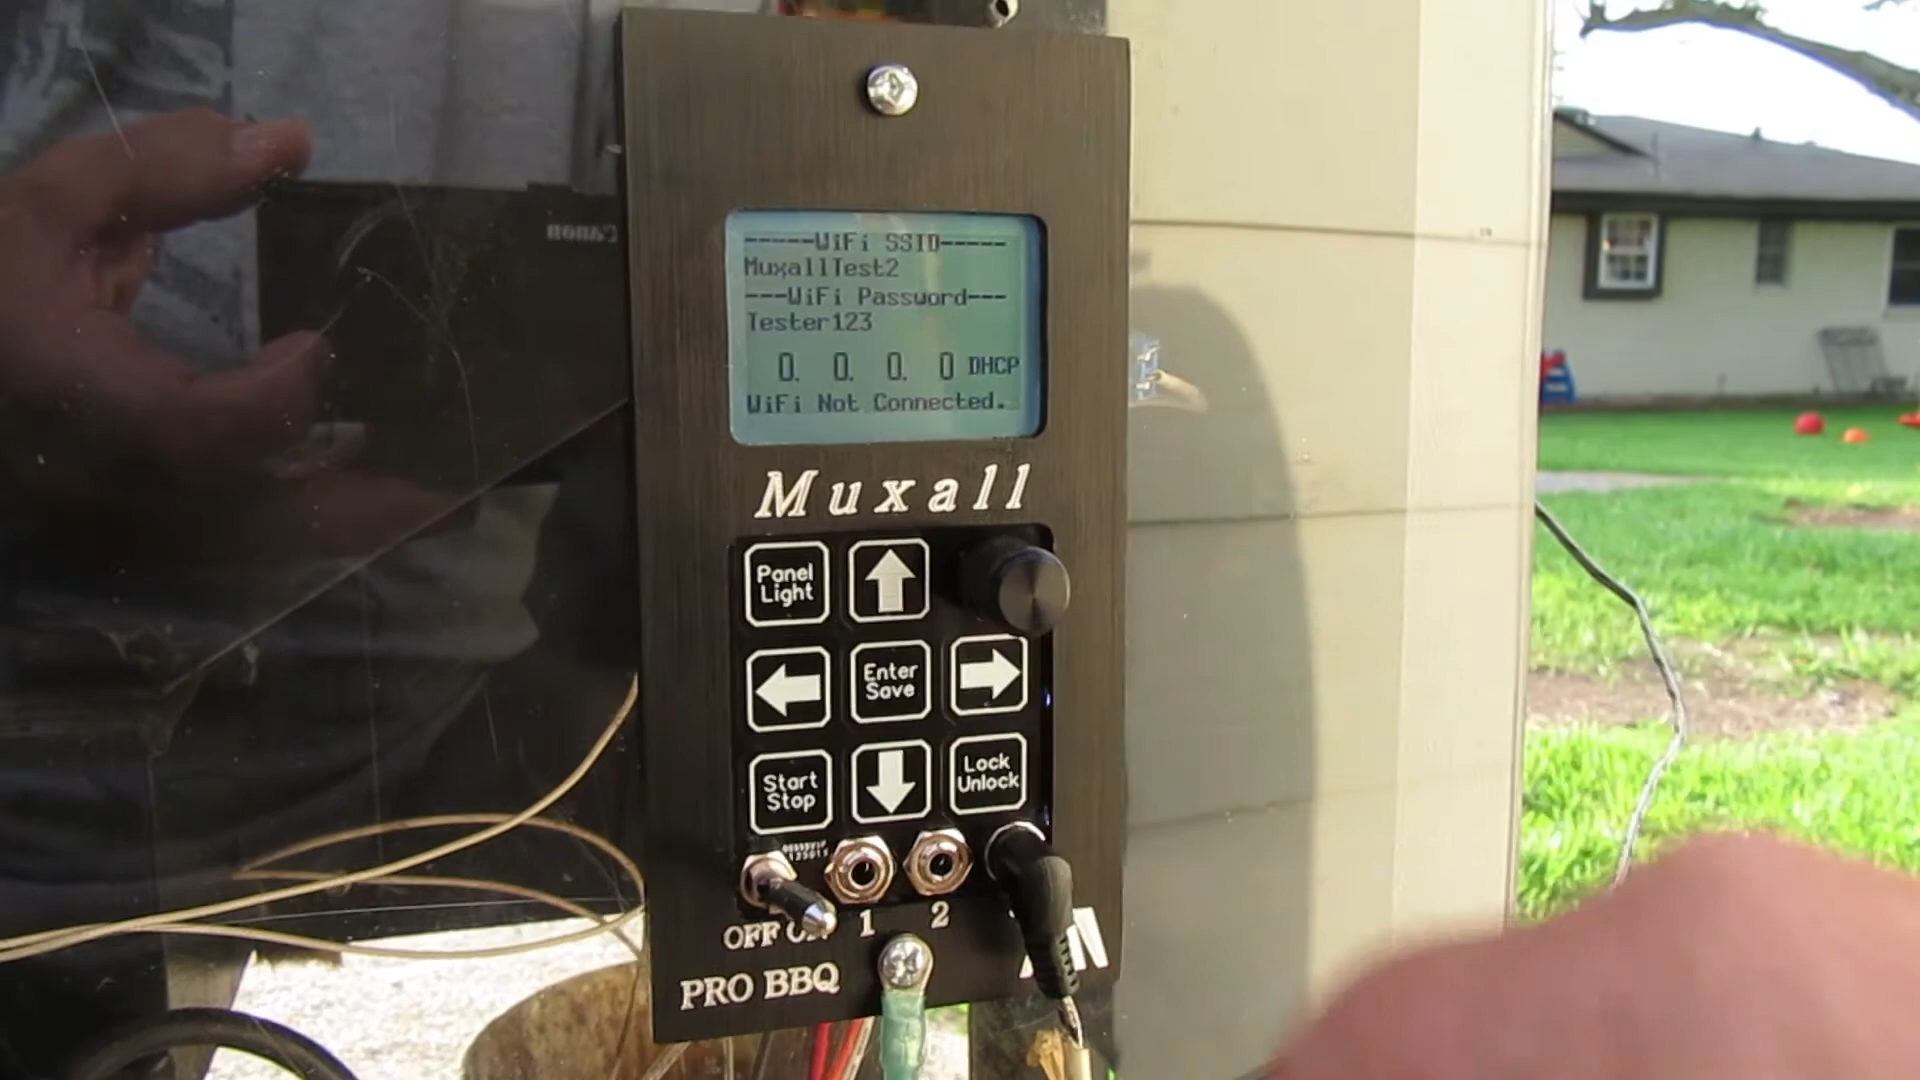 -----WiFi SSID-----
MuxallTest2
---WiFi Password---
Tester123
0. 0. 0. 0 DHCP
WiFi Not Connected.
Muxall
Panel
Light
Enter
Save
Start
Stop
Lock
Unlock
OFF ON
1
2
PRO BBQ
Canon